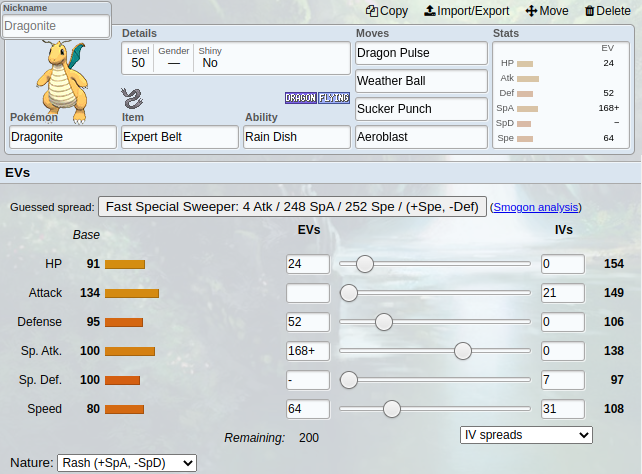 Nickname
Dragonite
Copy Import/Export Move Delete
Details
Level Gender Shiny
50 — No
DRAGON FLYING
Pokémon
Dragonite
Item
Expert Belt
Ability
Rain Dish
Moves
Dragon Pulse
Weather Ball
Sucker Punch
Aeroblast
Stats
EV
HP 24
Atk
Def 52
SpA 168+
SpD −
Spe 64
EVs
Guessed spread: Fast Special Sweeper: 4 Atk / 248 SpA / 252 Spe / (+Spe, -Def) (Smogon analysis)
Base EVs IVs
HP 91 24 0 154
Attack 134 21 149
Defense 95 52 0 106
Sp. Atk. 100 168+ 0 138
Sp. Def. 100 - 7 97
Speed 80 64 31 108
Remaining: 200 IV spreads
Nature: Rash (+SpA, -SpD)